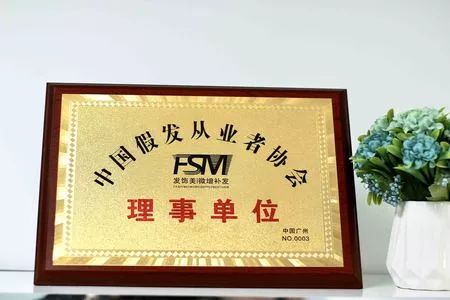 中国假发从业者协会
FSM
发饰美|微增补发
理事单位
中国广州
NO.0003